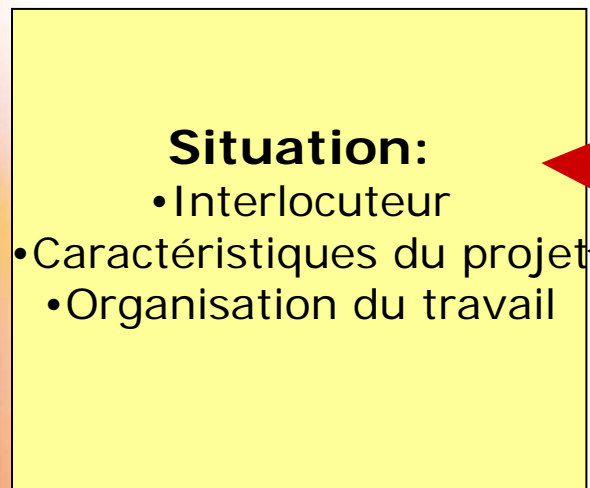 Situation:
•Interlocuteur
•Caractéristiques du projet
•Organisation du travail